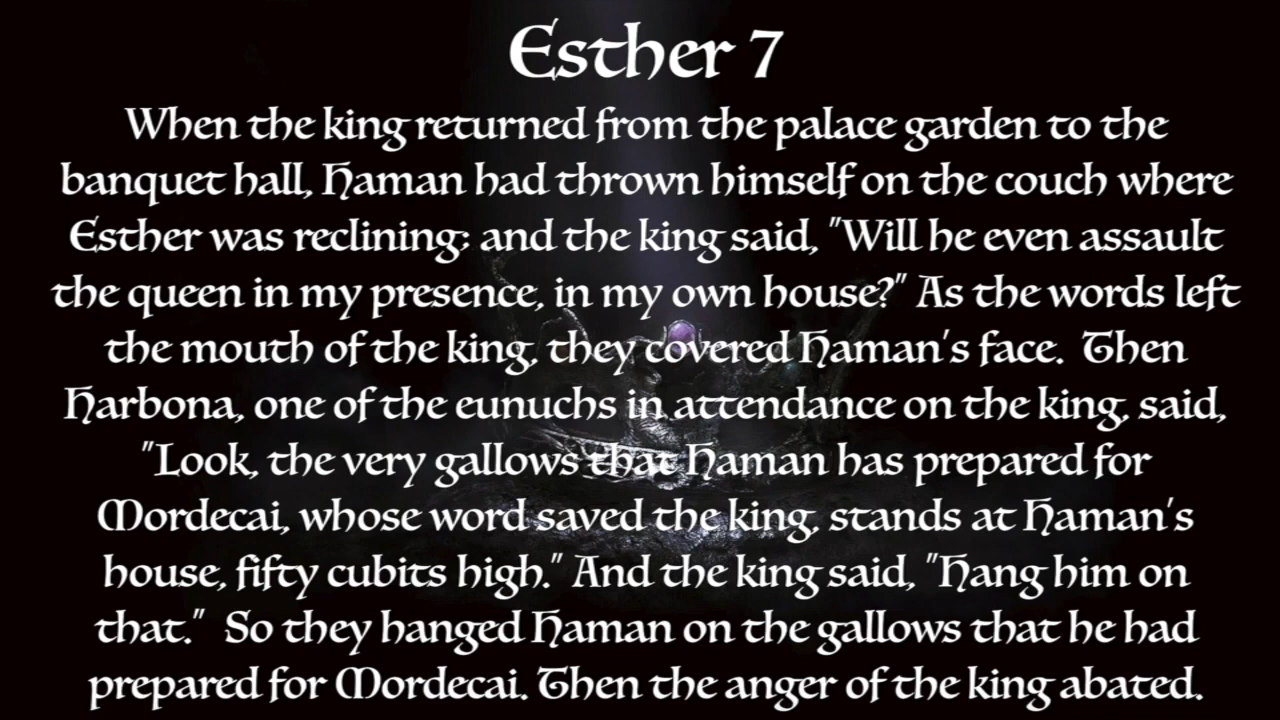 Esther 7
When the king returned from the palace garden to the
banquet hall, Haman had thrown himself on the couch where
Esther was reclining; and the king said, "Will he even assault
the queen in my presence, in my own house?" As the words left
the mouth of the king, they covered Haman's face.  Then
Harbona, one of the eunuchs in attendance on the king, said,
"Look, the very gallows that Haman has prepared for
Mordecai, whose word saved the king, stands at Haman's
house, fifty cubits high." And the king said, "Hang him on
that."  So they hanged Haman on the gallows that he had
prepared for Mordecai. Then the anger of the king abated.